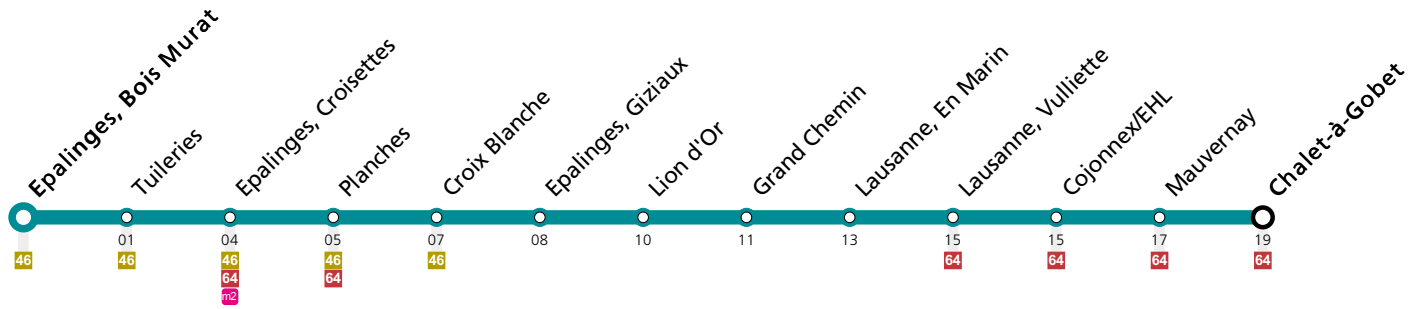 Epalinges, Bois Murat
Tuileries
Epalinges, Croisettes
Planches
Croix Blanche
Epalinges, Giziaux
Lion d'Or
Grand Chemin
Lausanne, En Marin
Lausanne, Vulliette
Cojonnex/EHL
Mauvernay
Chalet-à-Gobet
01 04 05 07 08 10 11 13 15 15 17 19
46 46 46 46 46 64 64 64 64
64 64
m2